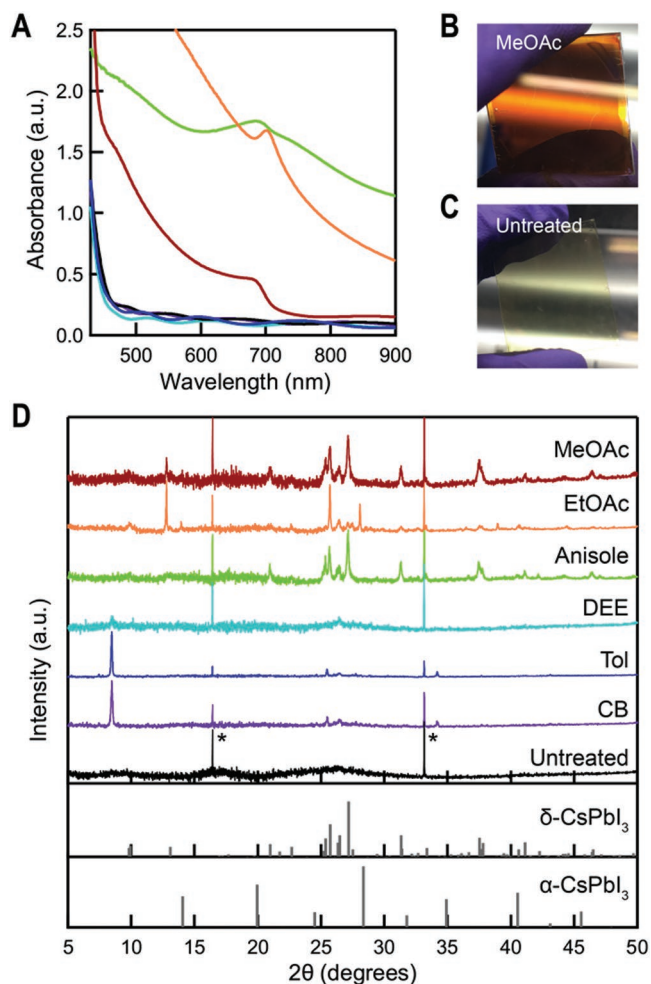 A
2.5
2.0
1.5
1.0
0.5
0.0
Absorbance (a.u.)
500 600 700 800 900
Wavelength (nm)
B
MeOAc
C
Untreated
D
MeOAc
EtOAc
Anisole
DEE
Tol
CB
* *
Untreated
δ-CsPbI3
α-CsPbI3
Intensity (a.u.)
5 10 15 20 25 30 35 40 45 50
2θ (degrees)